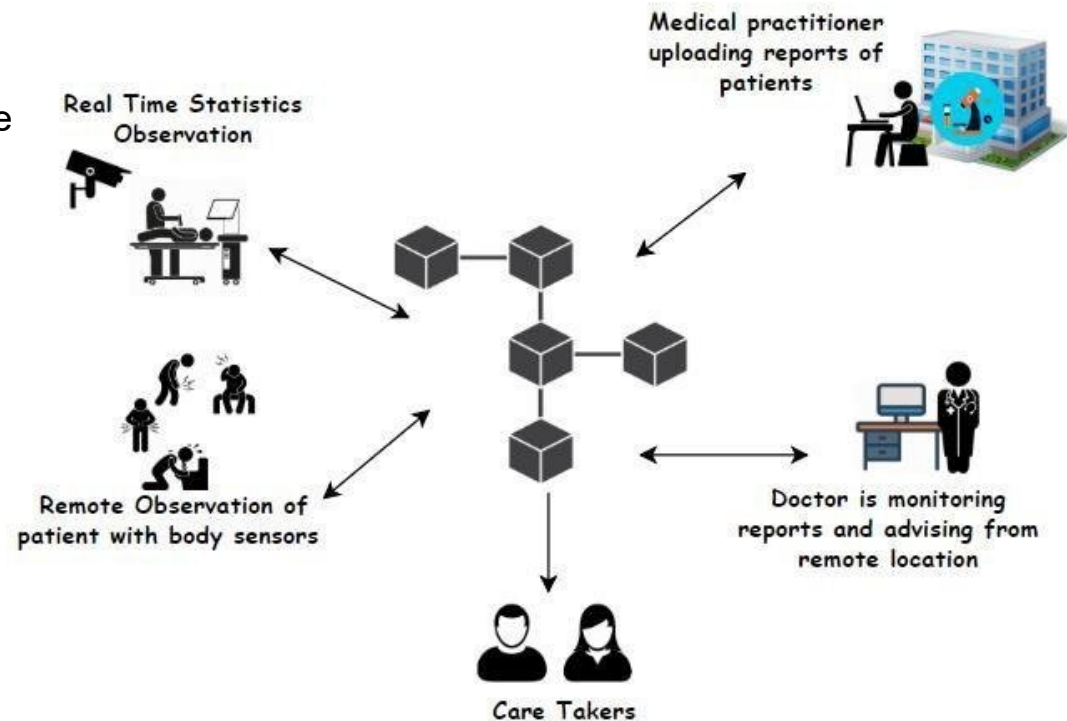 Medical practitioner
uploading reports of
patients
e
Real Time Statistics
Observation
Remote Observation of
patient with body sensors
Doctor is monitoring
reports and advising from
remote location
Care Takers